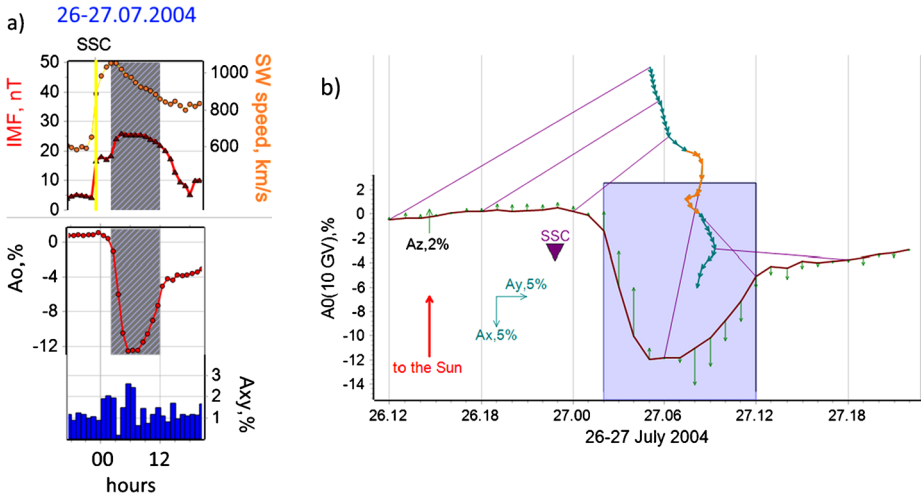 a)
26-27.07.2004
SSC
IMF, nT
50
40
30
20
10
0
SW speed, km/s
1000
800
600
Ao,%
0
-4
-8
-12
Axy,%
3
2
1
00 12
hours
b)
A0(10 GV),%
2
0
-2
-4
-6
-8
-10
-12
-14
Az,2%
SSC
Ay,5%
Ax,5%
to the Sun
26.12 26.18 27.00 27.06 27.12 27.18
26-27 July 2004